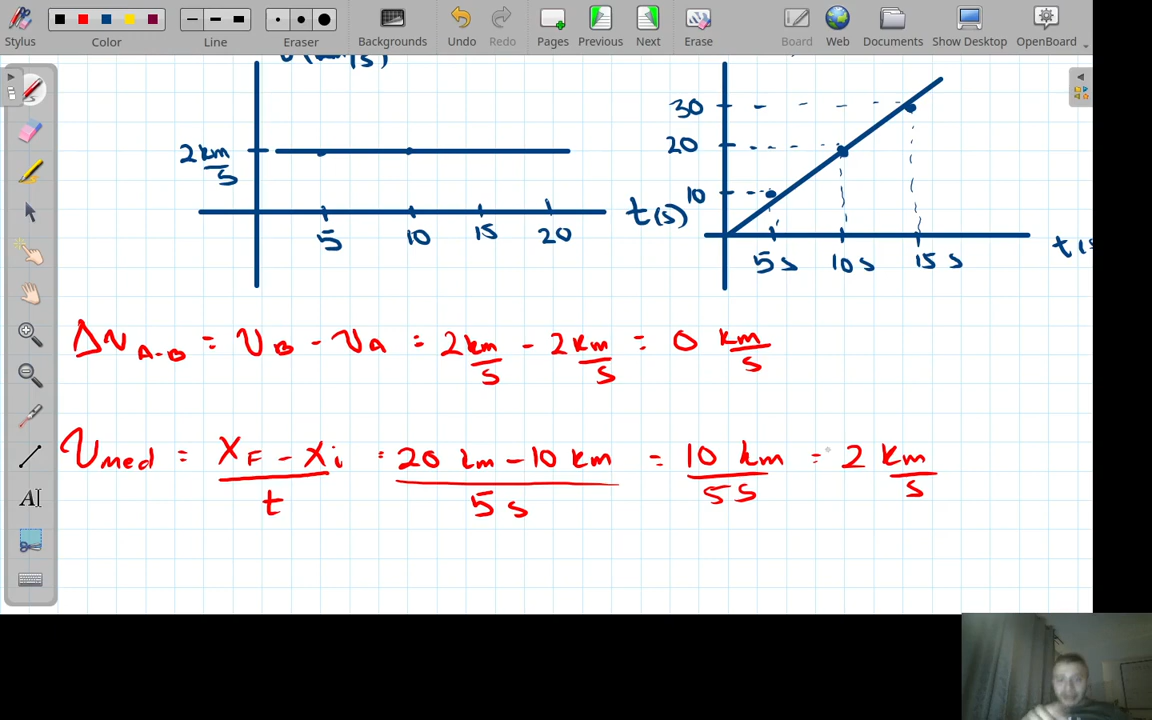 Stylus Color Line Eraser Backgrounds Undo Redo Pages Previous Next Erase Board Web Documents Show Desktop OpenBoard
2 km/s
5 10 15 20
t(s)
30
20
10
5 s 10 s 15 s
ΔV A-B = VB - VA = 2 km/s - 2 km/s = 0 km/s
Vmed = XF - Xi / t = 20 km - 10 km / 5 s = 10 km / 5 s = 2 km/s